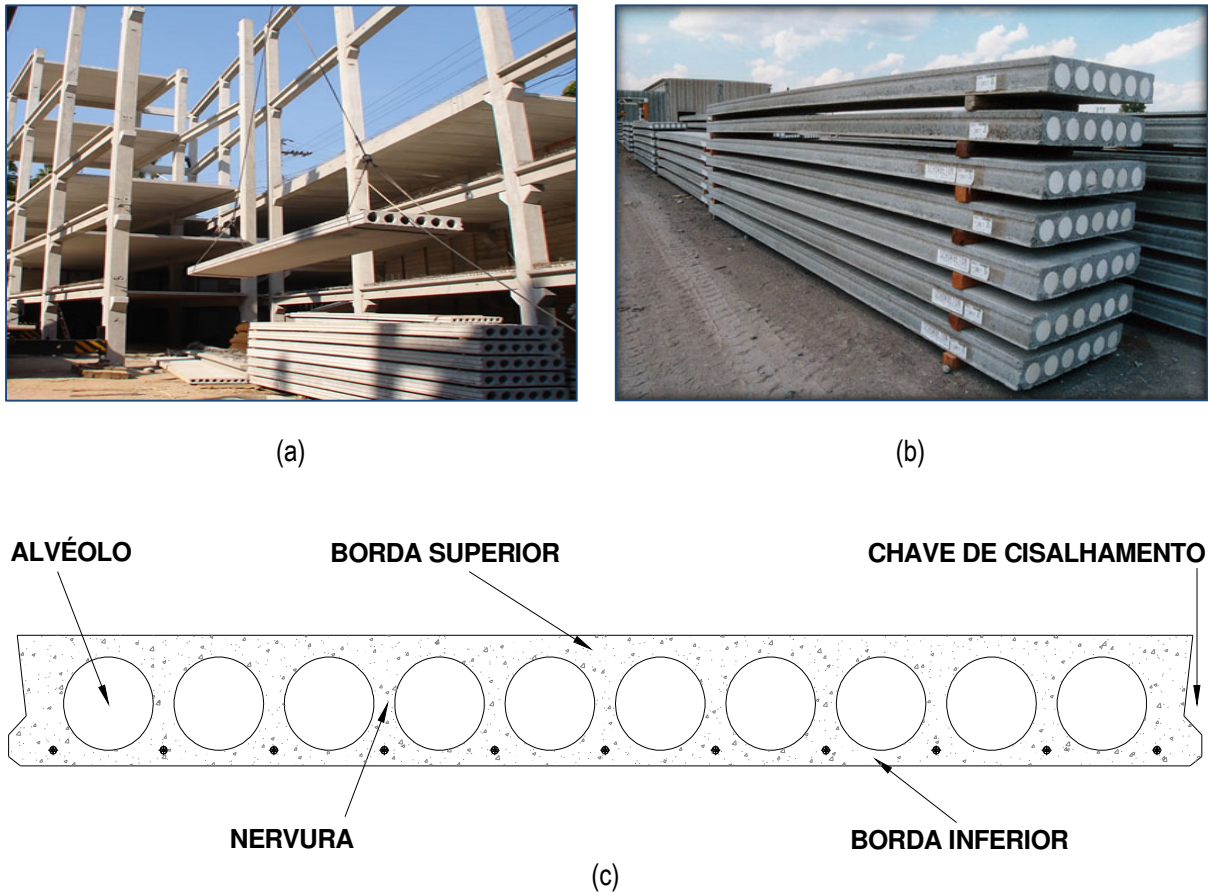 (a)
(b)
ALVÉOLO
BORDA SUPERIOR
CHAVE DE CISALHAMENTO
NERVURA
BORDA INFERIOR
(c)